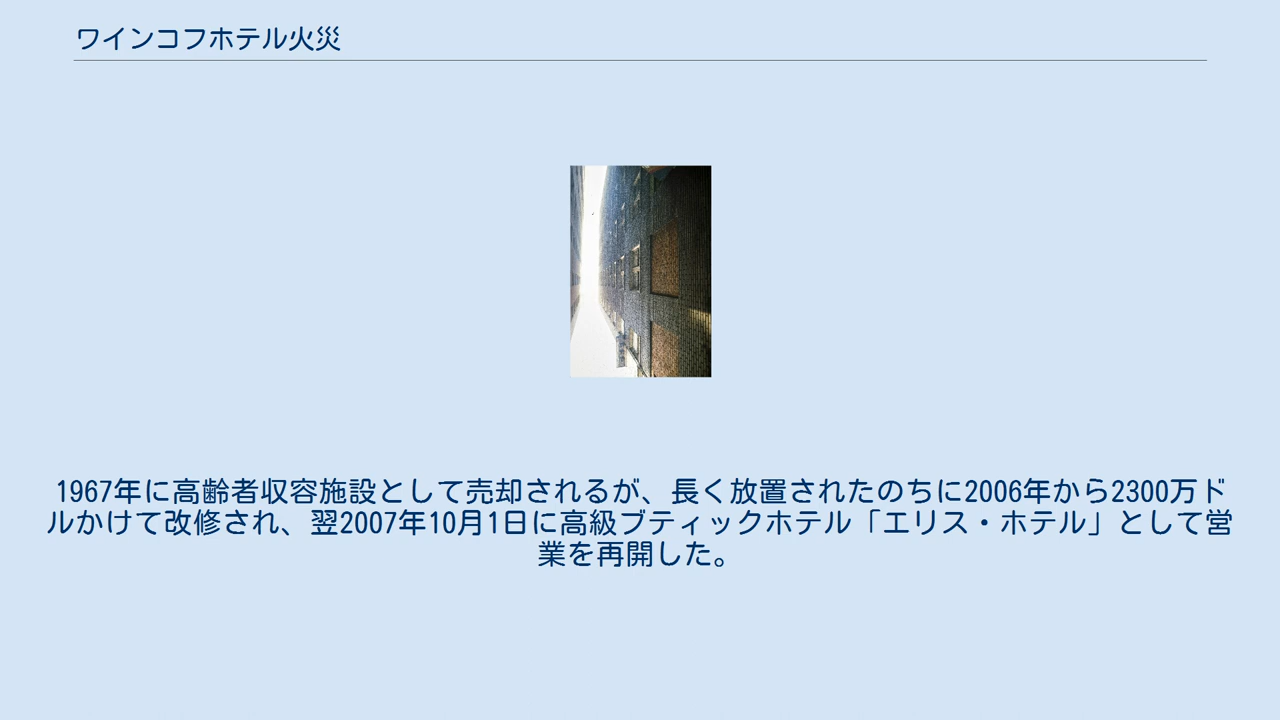 ワインコフホテル火災
1967年に高齢者収容施設として売却されるが、長く放置されたのちに2006年から2300万ド
ルかけて改修され、翌2007年10月1日に高級ブティックホテル「エリス・ホテル」として営
業を再開した。